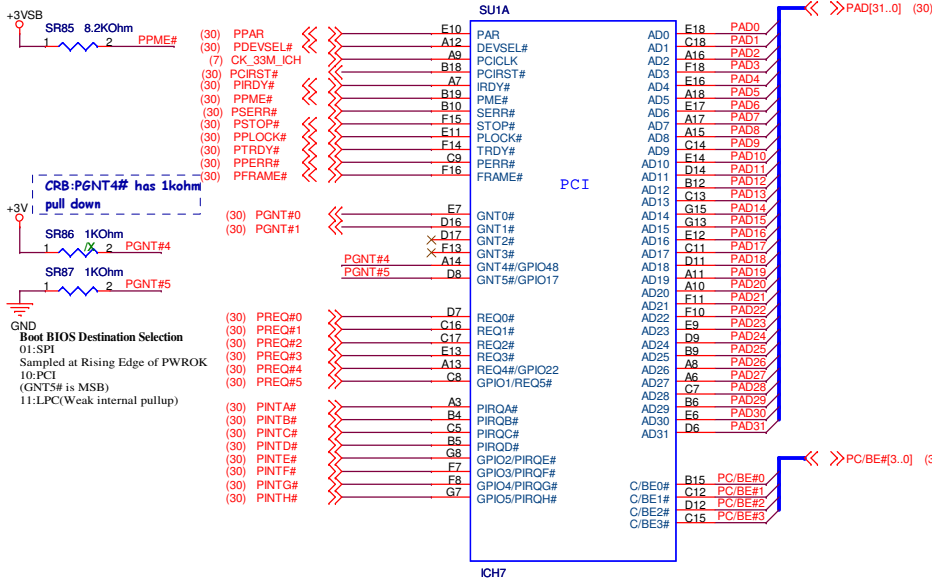 +3VSB
SR85 8.2KOhm
1 2 PPME#
CRB:PGNT4# has 1kohm
pull down
+3V
SR86 1KOhm
1 /X 2 PGNT#4
SR87 1KOhm
1 2 PGNT#5
GND
Boot BIOS Destination Selection
01:SPI
Sampled at Rising Edge of PWROK
10:PCI
(GNT5# is MSB)
11:LPC(Weak internal pullup)
SU1A
(30) PPAR E10 PAR
(30) PDEVSEL# A12 DEVSEL#
(7) CK_33M_ICH A9 PCICLK
(30) PCIRST# B18 PCIRST#
(30) PIRDY# A7 IRDY#
(30) PPME# B19 PME#
(30) PSERR# B10 SERR#
(30) PSTOP# F15 STOP#
(30) PPLOCK# E11 PLOCK#
(30) PTRDY# F14 TRDY#
(30) PPERR# C9 PERR#
(30) PFRAME# F16 FRAME#
(30) PGNT#0 E7 GNT0#
(30) PGNT#1 D16 GNT1#
D17 GNT2#
F13 GNT3#
PGNT#4 A14 GNT4#/GPIO48
PGNT#5 D8 GNT5#/GPIO17
(30) PREQ#0 D7 REQ0#
(30) PREQ#1 C16 REQ1#
(30) PREQ#2 C17 REQ2#
(30) PREQ#3 E13 REQ3#
(30) PREQ#4 A13 REQ4#/GPIO22
(30) PREQ#5 C8 GPIO1/REQ5#
(30) PINTA# A3 PIRQA#
(30) PINTB# B4 PIRQB#
(30) PINTC# C5 PIRQC#
(30) PINTD# B5 PIRQD#
(30) PINTE# G8 GPIO2/PIRQE#
(30) PINTF# F7 GPIO3/PIRQF#
(30) PINTG# F8 GPIO4/PIRQG#
(30) PINTH# G7 GPIO5/PIRQH#
PCI
PAD[31..0] (30)
AD0 E18 PAD0
AD1 C18 PAD1
AD2 A16 PAD2
AD3 F18 PAD3
AD4 E16 PAD4
AD5 A18 PAD5
AD6 E17 PAD6
AD7 A17 PAD7
AD8 A15 PAD8
AD9 C14 PAD9
AD10 E14 PAD10
AD11 D14 PAD11
AD12 B12 PAD12
AD13 C13 PAD13
AD14 G15 PAD14
AD15 G13 PAD15
AD16 E12 PAD16
AD17 C11 PAD17
AD18 D11 PAD18
AD19 A11 PAD19
AD20 A10 PAD20
AD21 F11 PAD21
AD22 F10 PAD22
AD23 E9 PAD23
AD24 D9 PAD24
AD25 B9 PAD25
AD26 A8 PAD26
AD27 A6 PAD27
AD28 C7 PAD28
AD29 B6 PAD29
AD30 E6 PAD30
AD31 D6 PAD31
PC/BE#[3..0] (3
C/BE0# B15 PC/BE#0
C/BE1# C12 PC/BE#1
C/BE2# D12 PC/BE#2
C/BE3# C15 PC/BE#3
ICH7